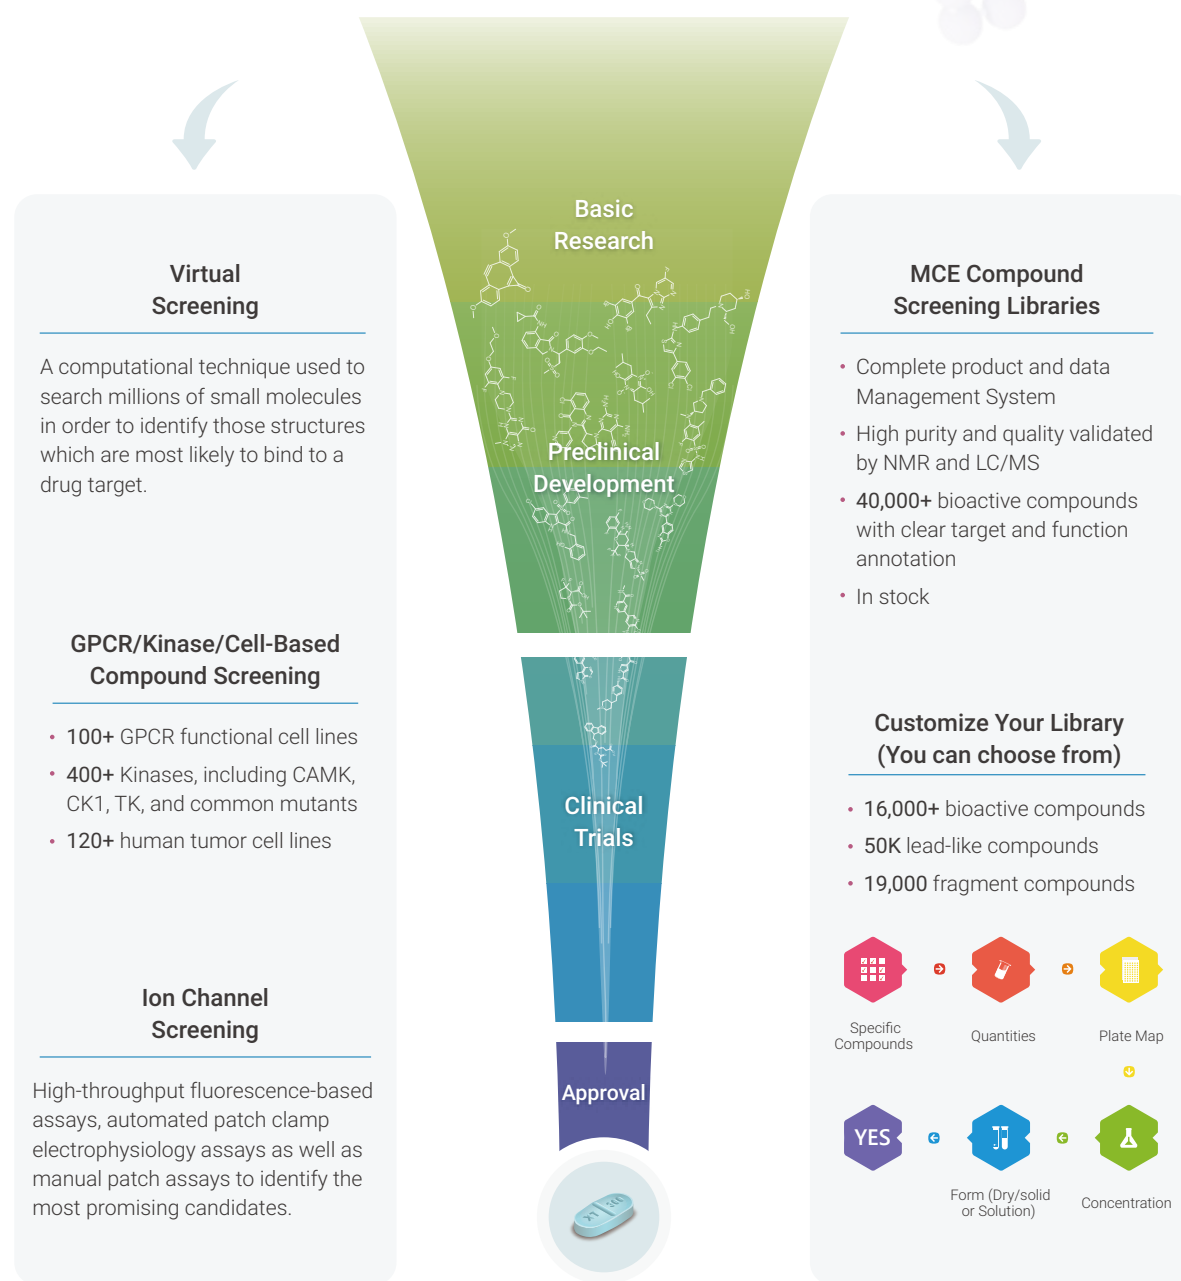 Basic
Research
Preclinical
Development
Clinical
Trials
Approval
Virtual
Screening
A computational technique used to
search millions of small molecules
in order to identify those structures
which are most likely to bind to a
drug target.
GPCR/Kinase/Cell-Based
Compound Screening
• 100+ GPCR functional cell lines
• 400+ Kinases, including CAMK,
CK1, TK, and common mutants
• 120+ human tumor cell lines
Ion Channel
Screening
High-throughput fluorescence-based
assays, automated patch clamp
electrophysiology assays as well as
manual patch assays to identify the
most promising candidates.
MCE Compound
Screening Libraries
• Complete product and data
Management System
• High purity and quality validated
by NMR and LC/MS
• 40,000+ bioactive compounds
with clear target and function
annotation
• In stock
Customize Your Library
(You can choose from)
• 16,000+ bioactive compounds
• 50K lead-like compounds
• 19,000 fragment compounds
Specific
Compounds
Quantities
Plate Map
YES
Form (Dry/solid
or Solution)
Concentration